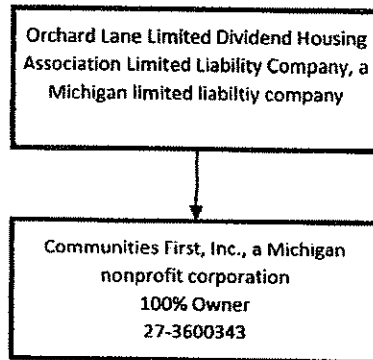 Orchard Lane Limited Dividend Housing
Association Limited Liability Company, a
Michigan limited liabiltiy company
Communities First, Inc., a Michigan
nonprofit corporation
100% Owner
27-3600343